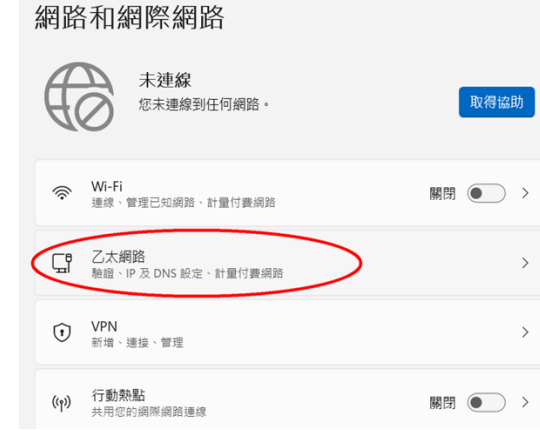 網路和網際網路
未連線
您未連線到任何網路。
取得協助
Wi-Fi
連線、管理已知網路、計量付費網路
關閉
乙太網路
驗證、IP 及 DNS 設定、計量付費網路
VPN
新增、連接、管理
行動熱點
共用您的網際網路連線
關閉